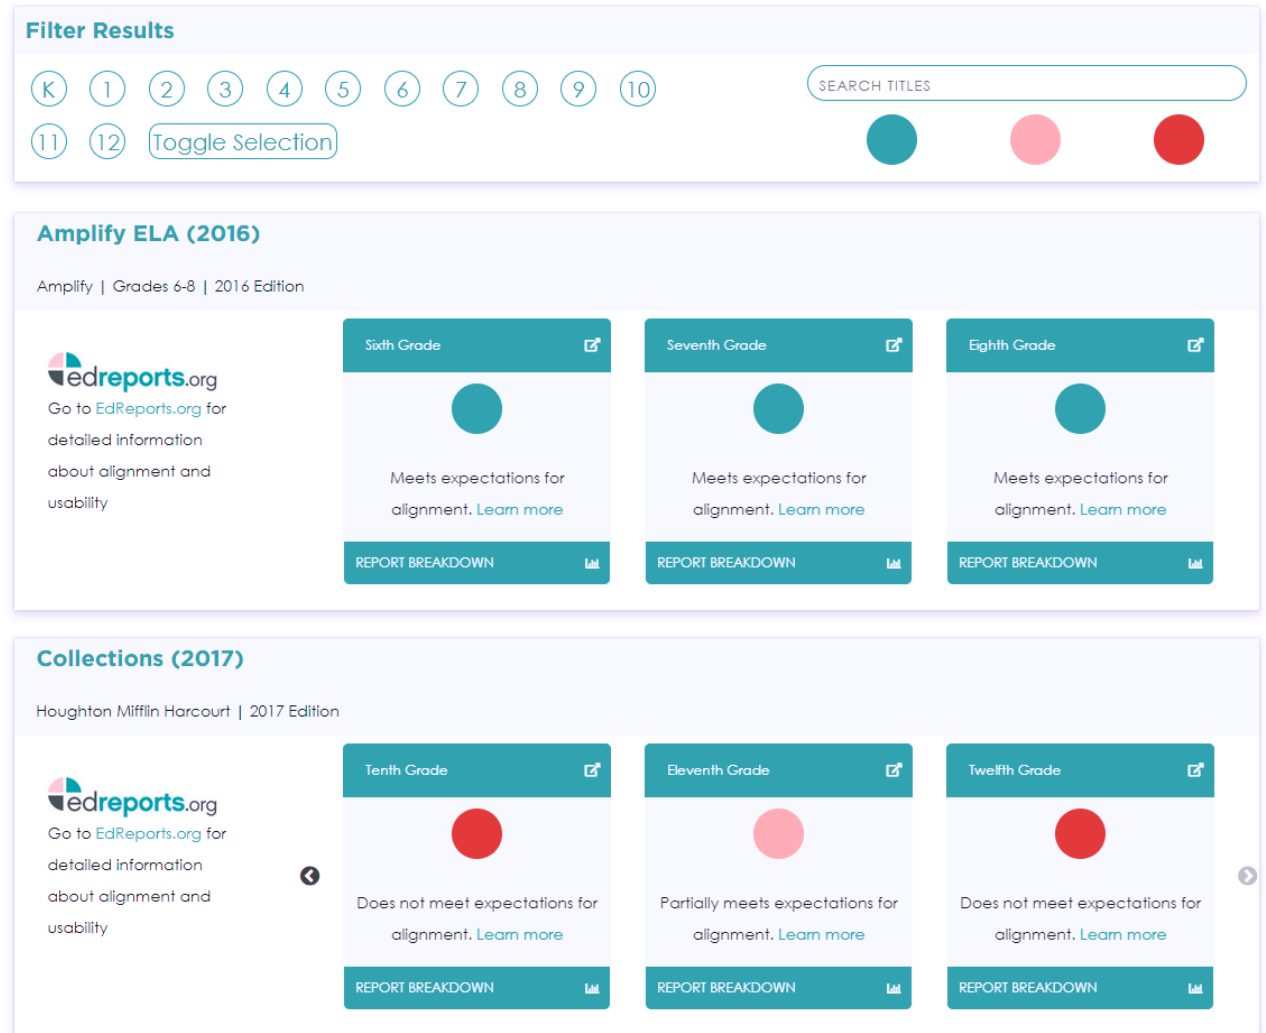 Filter Results
K 1 2 3 4 5 6 7 8 9 10
SEARCH TITLES
11 12 Toggle Selection
Amplify ELA (2016)
Amplify | Grades 6-8 | 2016 Edition
edreports.org
Go to EdReports.org for
detailed information
about alignment and
usability
Sixth Grade
Meets expectations for
alignment. Learn more
REPORT BREAKDOWN
Seventh Grade
Meets expectations for
alignment. Learn more
REPORT BREAKDOWN
Eighth Grade
Meets expectations for
alignment. Learn more
REPORT BREAKDOWN
Collections (2017)
Houghton Mifflin Harcourt | 2017 Edition
edreports.org
Go to EdReports.org for
detailed information
about alignment and
usability
Tenth Grade
Does not meet expectations for
alignment. Learn more
REPORT BREAKDOWN
Eleventh Grade
Partially meets expectations for
alignment. Learn more
REPORT BREAKDOWN
Twelfth Grade
Does not meet expectations for
alignment. Learn more
REPORT BREAKDOWN